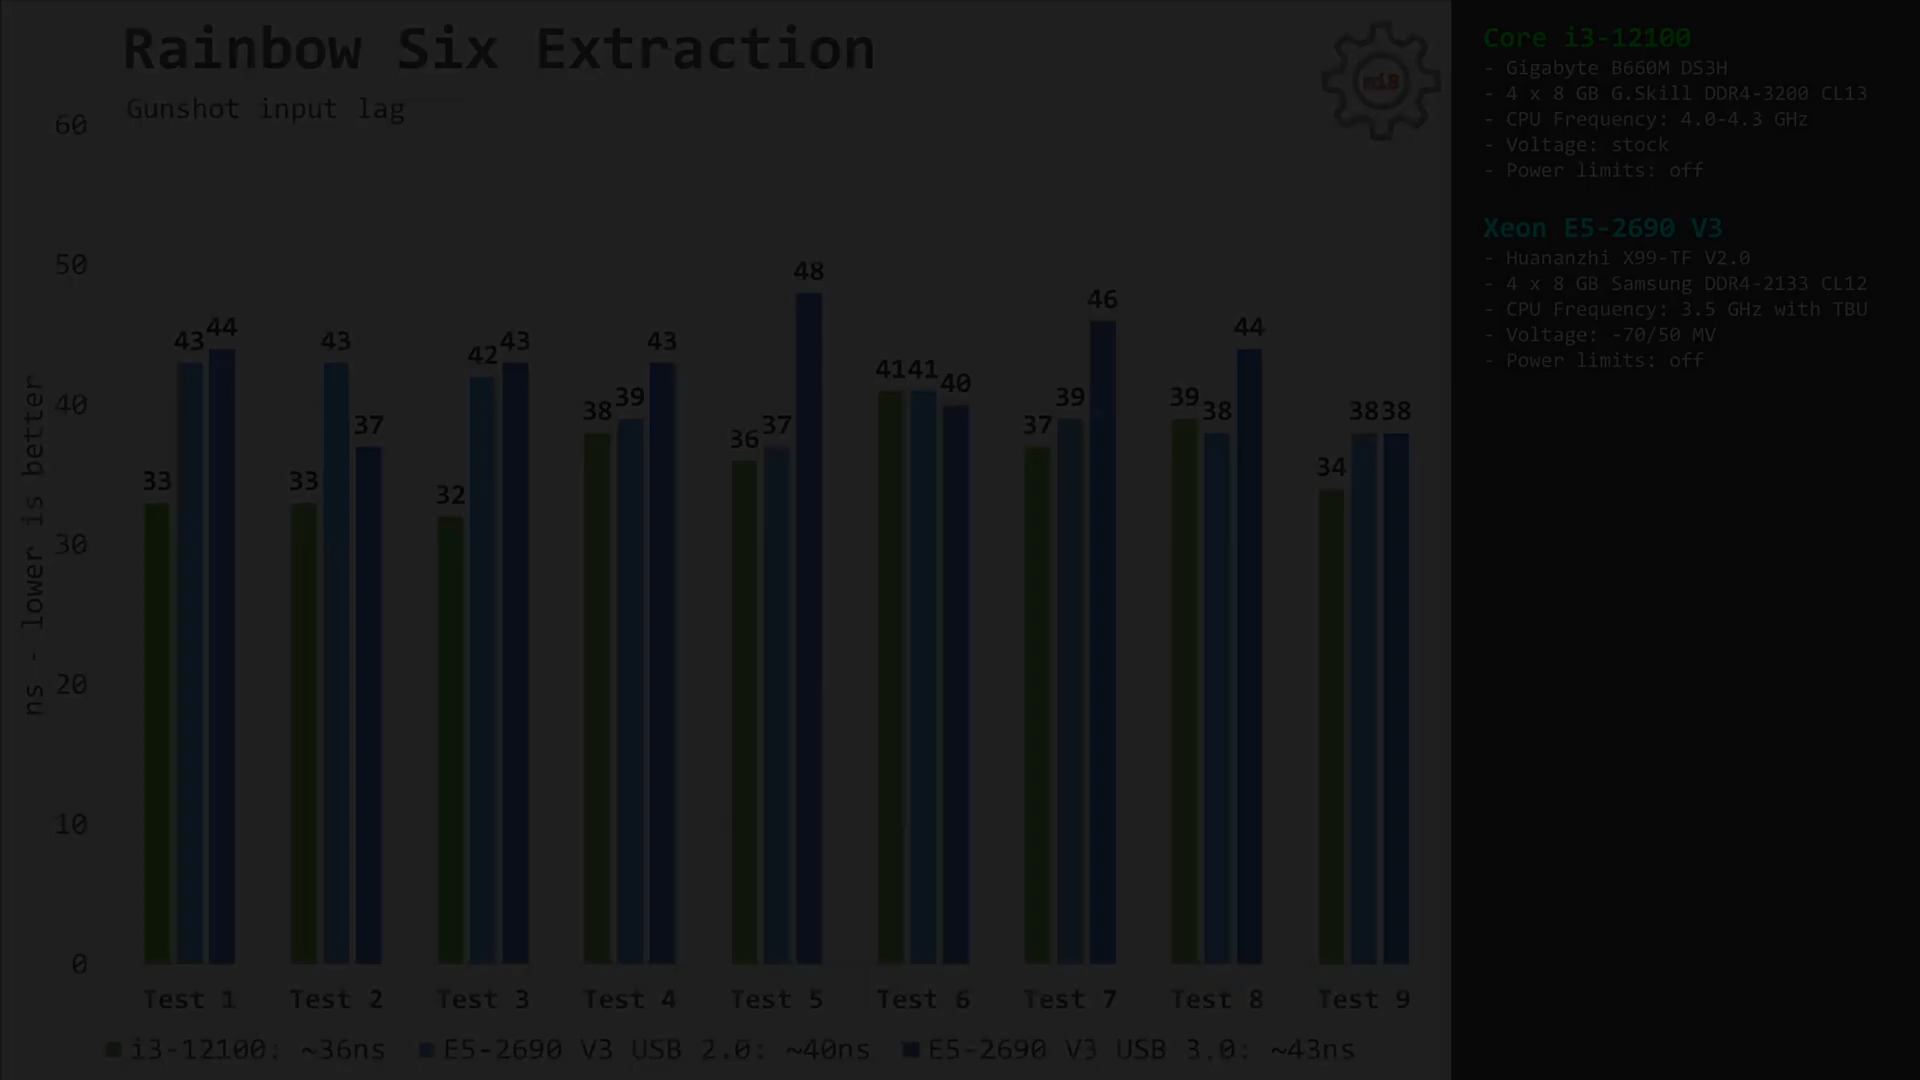 Rainbow Six Extraction
Gunshot input lag
m18
ns - lower is better
60
50
40
30
20
10
0
33 43 44
33 43 37
32 42 43
38 39 43
36 37 48
41 41 40
37 39 46
39 38 44
34 38 38
Test 1 Test 2 Test 3 Test 4 Test 5 Test 6 Test 7 Test 8 Test 9
i3-12100: ~36ns E5-2690 V3 USB 2.0: ~40ns E5-2690 V3 USB 3.0: ~43ns
Core i3-12100
- Gigabyte B660M DS3H
- 4 x 8 GB G.Skill DDR4-3200 CL13
- CPU Frequency: 4.0-4.3 GHz
- Voltage: stock
- Power limits: off
Xeon E5-2690 V3
- Huananzhi X99-TF V2.0
- 4 x 8 GB Samsung DDR4-2133 CL12
- CPU Frequency: 3.5 GHz with TBU
- Voltage: -70/50 MV
- Power limits: off